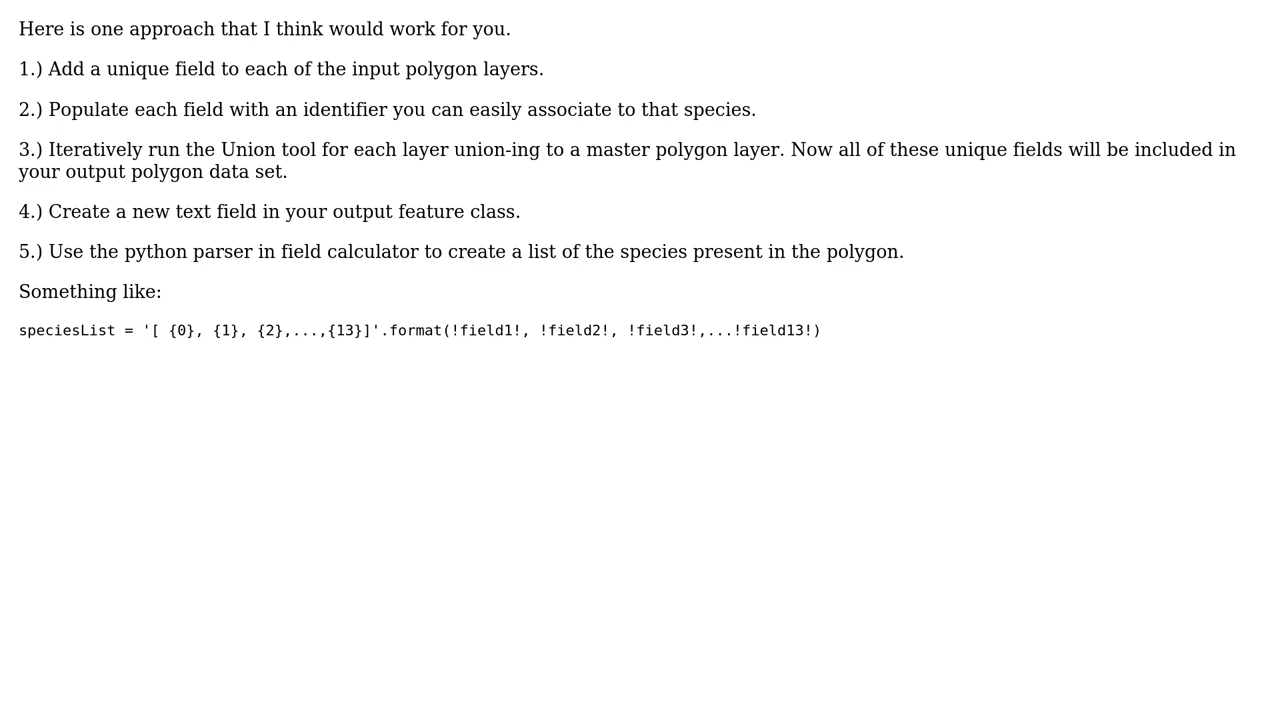 Here is one approach that I think would work for you.
1.) Add a unique field to each of the input polygon layers.
2.) Populate each field with an identifier you can easily associate to that species.
3.) Iteratively run the Union tool for each layer union-ing to a master polygon layer. Now all of these unique fields will be included in
your output polygon data set.
4.) Create a new text field in your output feature class.
5.) Use the python parser in field calculator to create a list of the species present in the polygon.
Something like:
speciesList = '[ {0}, {1}, {2},...,{13}]'.format(!field1!, !field2!, !field3!,...!field13!)